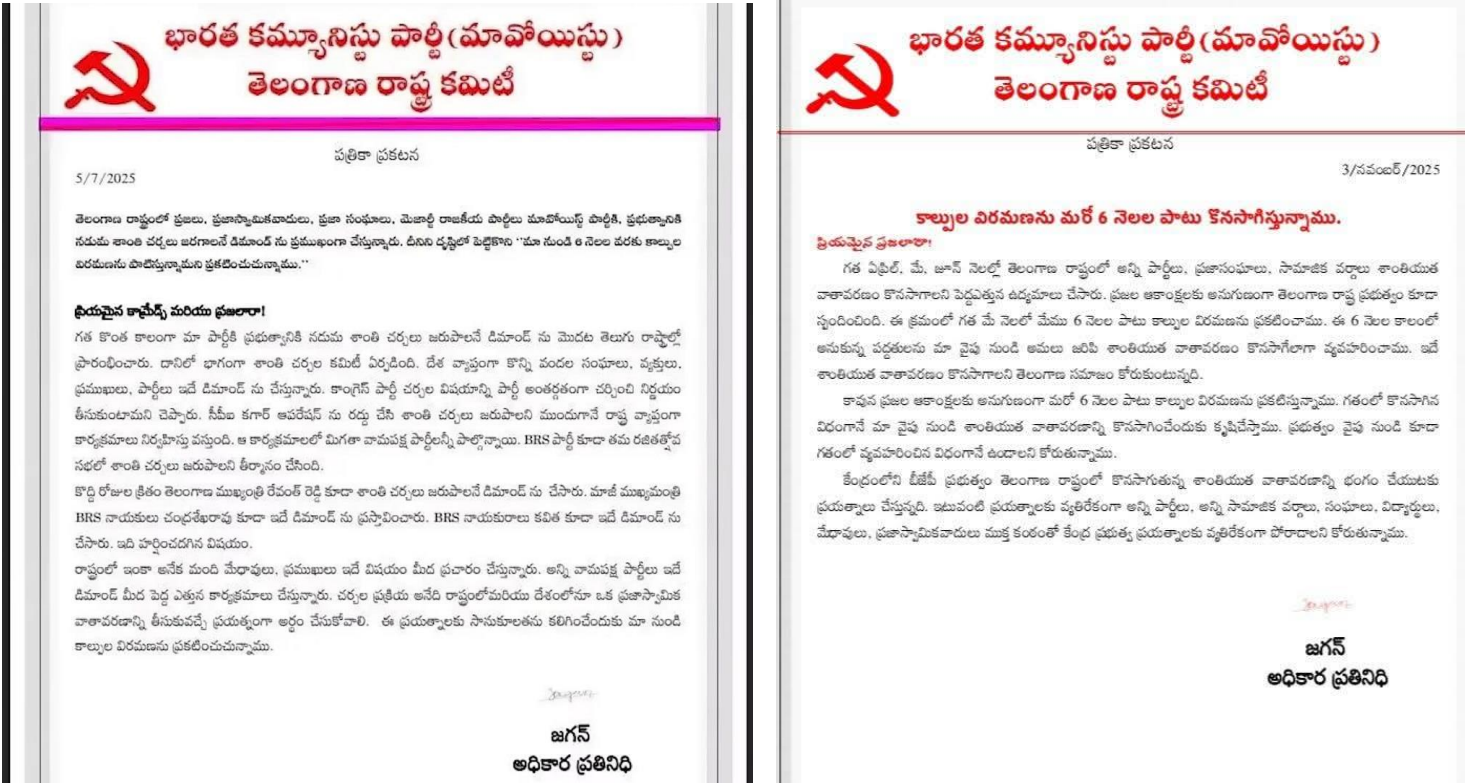 భారత కమ్యూనిస్టు పార్టీ(మావోయిస్టు)
తెలంగాణ రాష్ట్ర కమిటీ
పత్రికా ప్రకటన
5/7/2025
తెలంగాణ రాష్ట్రంలో ప్రజలు, ప్రజాస్వామికవాదులు, ప్రజా సంఘాలు, మెజార్టీ రాజకీయ పార్టీలు మావోయిస్ట్ పార్టీకి, ప్రభుత్వానికి
నడుమ శాంతి చర్చలు జరగాలనే డిమాండ్ ను ప్రముఖంగా చేస్తున్నారు. దీనిని దృష్టిలో పెట్టికొని ''మా నుండి 6 నెలల వరకు కాల్పుల
విరమణను పాటిస్తున్నామని ప్రకటించుచున్నాము.''
ప్రియమైన కామ్రేడ్స్ మరియు ప్రజలారా!
గత కొంత కాలంగా మా పార్టీకి ప్రభుత్వానికి నడుమ శాంతి చర్చలు జరుపాలనే డిమాండ్ ను మొదట తెలుగు రాష్ట్రాల్లో
ప్రారంభించారు. దానిలో భాగంగా శాంతి చర్చల కమిటీ ఏర్పడింది. దేశ వ్యాప్తంగా కొన్ని వందల సంఘాలు, వ్యక్తులు,
ప్రముఖులు, పార్టీలు ఇదే డిమాండ్ ను చేస్తున్నారు. కాంగ్రెస్ పార్టీ చర్చల విషయాన్ని పార్టీ అంతర్గతంగా చర్చించి నిర్ణయం
తీసుకుంటామని చెప్పారు. సీపీఐ కగార్ ఆపరేషన్ ను రద్దు చేసి శాంతి చర్చలు జరుపాలని ముందుగానే రాష్ట్ర వ్యాప్తంగా
కార్యక్రమాలు నిర్వహిస్తు వస్తుంది. ఆ కార్యక్రమాలలో మిగతా వామపక్ష పార్టీలన్నీ పాల్గొన్నాయి. BRS పార్టీ కూడా తమ రజితత్సోవ
సభలో శాంతి చర్చలు జరుపాలని తీర్మానం చేసింది.
కొద్ది రోజుల క్రితం తెలంగాణ ముఖ్యంత్రి రేవంత్ రెడ్డి కూడా శాంతి చర్చలు జరుపాలనే డిమాండ్ ను చేసారు. మాజీ ముఖ్యమంత్రి
BRS నాయకులు చంద్రశేఖరావు కూడా ఇదే డిమాండ్ ను ప్రస్తావించారు. BRS నాయకురాలు కవిత కూడా ఇదే డిమాండ్ ను
చేసారు. ఇది హర్షించదగిన విషయం.
రాష్ట్రంలో ఇంకా అనేక మంది మేధావులు, ప్రముఖులు ఇదే విషయం మీద ప్రచారం చేస్తున్నారు. అన్ని వామపక్ష పార్టీలు ఇదే
డిమాండ్ మీద పెద్ద ఎత్తున కార్యక్రమాలు చేస్తున్నారు. చర్చల ప్రక్రియ అనేది రాష్ట్రంలోమరియు దేశంలోనూ ఒక ప్రజాస్వామిక
వాతావరణాన్ని తీసుకువచ్చే ప్రయత్నంగా అర్ధం చేసుకోవాలి. ఈ ప్రయత్నాలకు సానుకూలతను కలిగించేందుకు మా నుండి
కాల్పుల విరమణను ప్రకటించుచున్నాము.
జగన్
అధికార ప్రతినిధి
భారత కమ్యూనిస్టు పార్టీ(మావోయిస్టు)
తెలంగాణ రాష్ట్ర కమిటీ
పత్రికా ప్రకటన
3/నవంబర్/2025
కాల్పుల విరమణను మరో 6 నెలల పాటు కొనసాగిస్తున్నాము.
ప్రియమైన ప్రజలారా!
గత ఏప్రిల్, మే, జూన్ నెలల్లో తెలంగాణ రాష్ట్రంలో అన్ని పార్టీలు, ప్రజాసంఘాలు, సామాజిక వర్గాలు శాంతియుత
వాతావరణం కొనసాగాలని పెద్దఎత్తున ఉద్యమాలు చేసారు. ప్రజల ఆకాంక్షలకు అనుగుణంగా తెలంగాణ రాష్ట్ర ప్రభుత్వం కూడా
స్పందించింది. ఈ క్రమంలో గత మే నెలలో మేము 6 నెలల పాటు కాల్పుల విరమణను ప్రకటించాము. ఈ 6 నెలల కాలంలో
అనుకున్న పద్ధతులను మా వైపు నుండి అమలు జరిపి శాంతియుత వాతావరణం కొనసాగేలాగా వ్యవహరించాము. ఇదే
శాంతియుత వాతావరణం కొనసాగాలని తెలంగాణ సమాజం కోరుకుంటున్నది.
కావున ప్రజల ఆకాంక్షలకు అనుగుణంగా మరో 6 నెలల పాటు కాల్పుల విరమణను ప్రకటిస్తున్నాము. గతంలో కొనసాగిన
విధంగానే మా వైపు నుండి శాంతియుత వాతావరణాన్ని కొనసాగించేందుకు కృషిచేస్తాము. ప్రభుత్వం వైపు నుండి కూడా
గతంలో వ్యవహరించిన విధంగానే ఉండాలని కోరుతున్నాము.
కేంద్రంలోని బీజేపీ ప్రభుత్వం తెలంగాణ రాష్ట్రంలో కొనసాగుతున్న శాంతియుత వాతావరణాన్ని భంగం చేయుటకు
ప్రయత్నాలు చేస్తున్నది. ఇటువంటి ప్రయత్నాలకు వ్యతిరేకంగా అన్ని పార్టీలు, అన్ని సామాజిక వర్గాలు, సంఘాలు, విద్యార్థులు,
మేధావులు, ప్రజాస్వామికవాదులు ముక్త కంఠంతో కేంద్ర ప్రభుత్వ ప్రయత్నాలకు వ్యతిరేకంగా పోరాడాలని కోరుతున్నాము.
జగన్
అధికార ప్రతినిధి